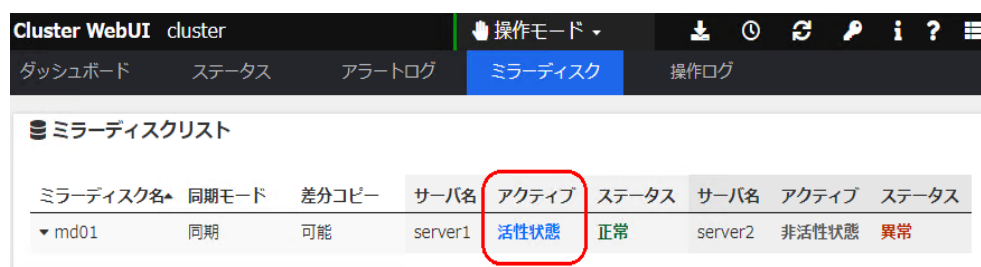 Cluster WebUI cluster 操作モード
ダッシュボード ステータス アラートログ ミラーディスク 操作ログ
ミラーディスクリスト
ミラーディスク名 同期モード 差分コピー サーバ名 アクティブ ステータス サーバ名 アクティブ ステータス
md01 同期 可能 server1 活性状態 正常 server2 非活性状態 異常